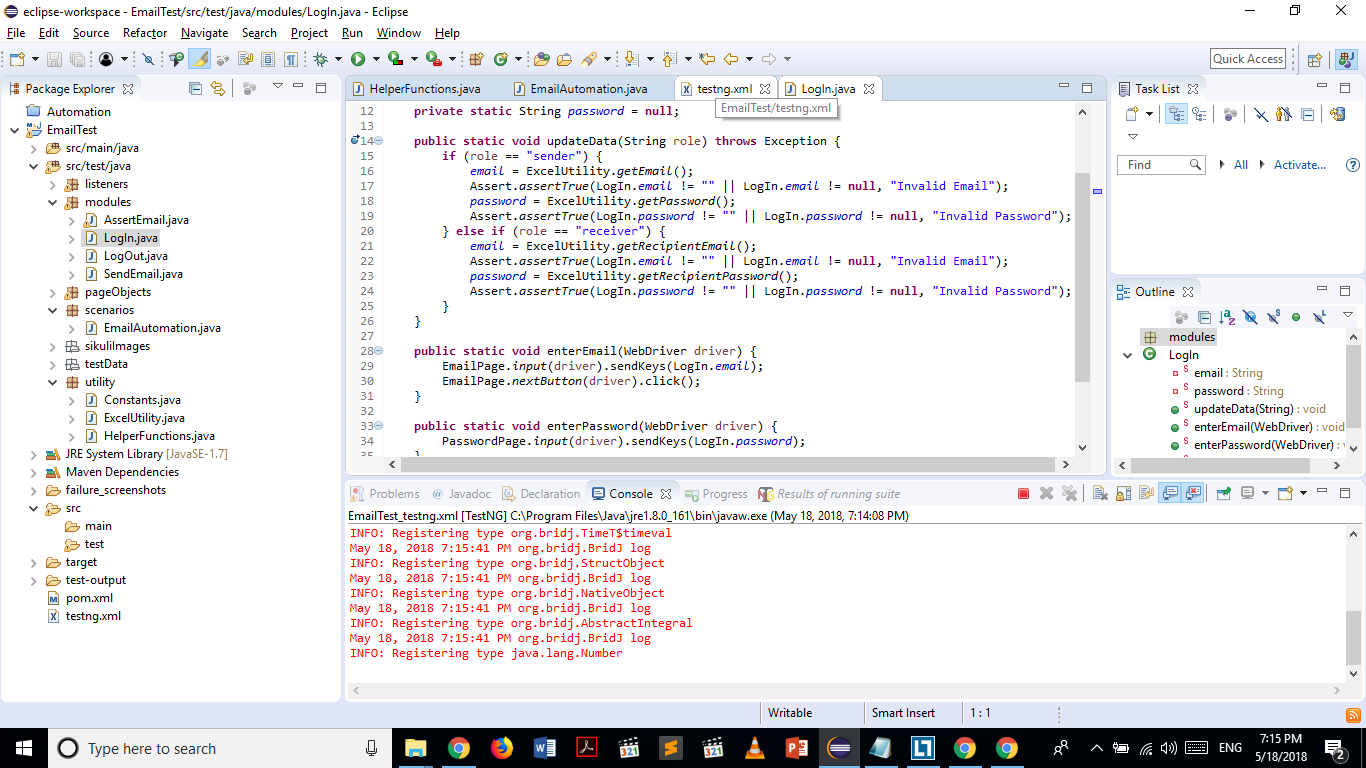 eclipse-workspace - EmailTest/src/test/java/modules/LogIn.java - Eclipse
File Edit Source Refactor Navigate Search Project Run Window Help
Quick Access
Package Explorer
Automation
EmailTest
src/main/java
src/test/java
listeners
modules
AssertEmail.java
LogIn.java
LogOut.java
SendEmail.java
pageObjects
scenarios
EmailAutomation.java
sikuliImages
testData
utility
Constants.java
ExcelUtility.java
HelperFunctions.java
JRE System Library [JavaSE-1.7]
Maven Dependencies
failure_screenshots
src
main
test
target
test-output
pom.xml
testng.xml
HelperFunctions.java EmailAutomation.java testng.xml LogIn.java
EmailTest/testng.xml
12 private static String password = null;
13
14 public static void updateData(String role) throws Exception {
15 if (role == "sender") {
16 email = ExcelUtility.getEmail();
17 Assert.assertTrue(LogIn.email != "" || LogIn.email != null, "Invalid Email");
18 password = ExcelUtility.getPassword();
19 Assert.assertTrue(LogIn.password != "" || LogIn.password != null, "Invalid Password");
20 } else if (role == "receiver") {
21 email = ExcelUtility.getRecipientEmail();
22 Assert.assertTrue(LogIn.email != "" || LogIn.email != null, "Invalid Email");
23 password = ExcelUtility.getRecipientPassword();
24 Assert.assertTrue(LogIn.password != "" || LogIn.password != null, "Invalid Password");
25 }
26 }
27
28 public static void enterEmail(WebDriver driver) {
29 EmailPage.input(driver).sendKeys(LogIn.email);
30 EmailPage.nextButton(driver).click();
31 }
32
33 public static void enterPassword(WebDriver driver) {
34 PasswordPage.input(driver).sendKeys(LogIn.password);
35 }
Task List
Find All Activate...
Outline
modules
LogIn
email : String
password : String
updateData(String) : void
enterEmail(WebDriver) : void
enterPassword(WebDriver) : v
Problems Javadoc Declaration Console Progress Results of running suite
EmailTest_testng.xml [TestNG] C:\Program Files\Java\jre1.8.0_161\bin\javaw.exe (May 18, 2018, 7:14:08 PM)
INFO: Registering type org.bridj.TimeT$timeval
May 18, 2018 7:15:41 PM org.bridj.BridJ log
INFO: Registering type org.bridj.StructObject
May 18, 2018 7:15:41 PM org.bridj.BridJ log
INFO: Registering type org.bridj.NativeObject
May 18, 2018 7:15:41 PM org.bridj.BridJ log
INFO: Registering type org.bridj.AbstractIntegral
May 18, 2018 7:15:41 PM org.bridj.BridJ log
INFO: Registering type java.lang.Number
Writable Smart Insert 1 : 1
Type here to search
321
321
ENG
7:15 PM
5/18/2018
2